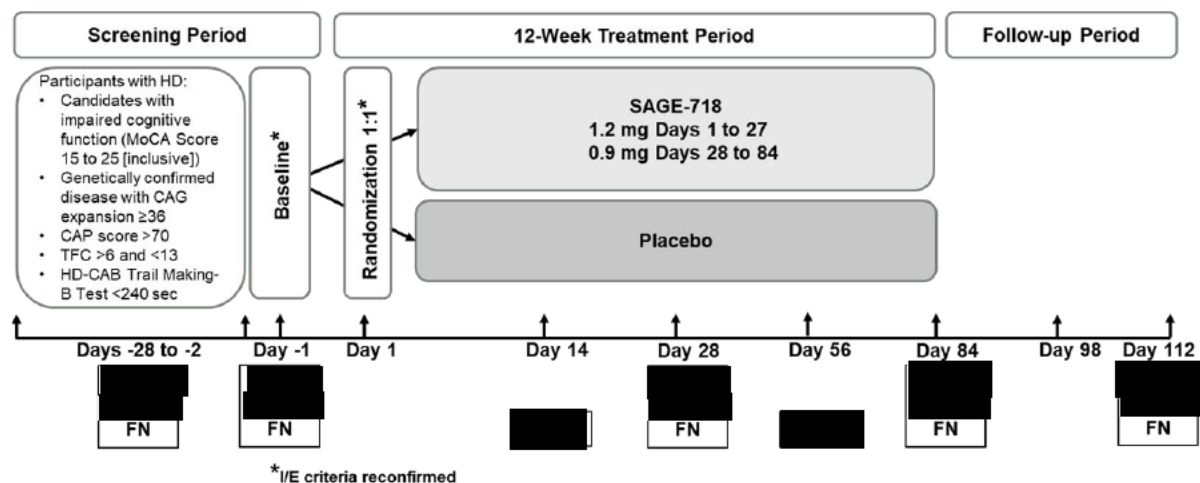 Screening Period
12-Week Treatment Period
Follow-up Period
Participants with HD:
• Candidates with
impaired cognitive
function (MoCA Score
15 to 25 [inclusive])
• Genetically confirmed
disease with CAG
expansion ≥36
• CAP score >70
• TFC >6 and <13
• HD-CAB Trail Making-
B Test <240 sec
Baseline*
Randomization 1:1*
SAGE-718
1.2 mg Days 1 to 27
0.9 mg Days 28 to 84
Placebo
Days -28 to -2
Day -1
Day 1
Day 14
Day 28
Day 56
Day 84
Day 98
Day 112
FN
FN
FN
FN
FN
*I/E criteria reconfirmed